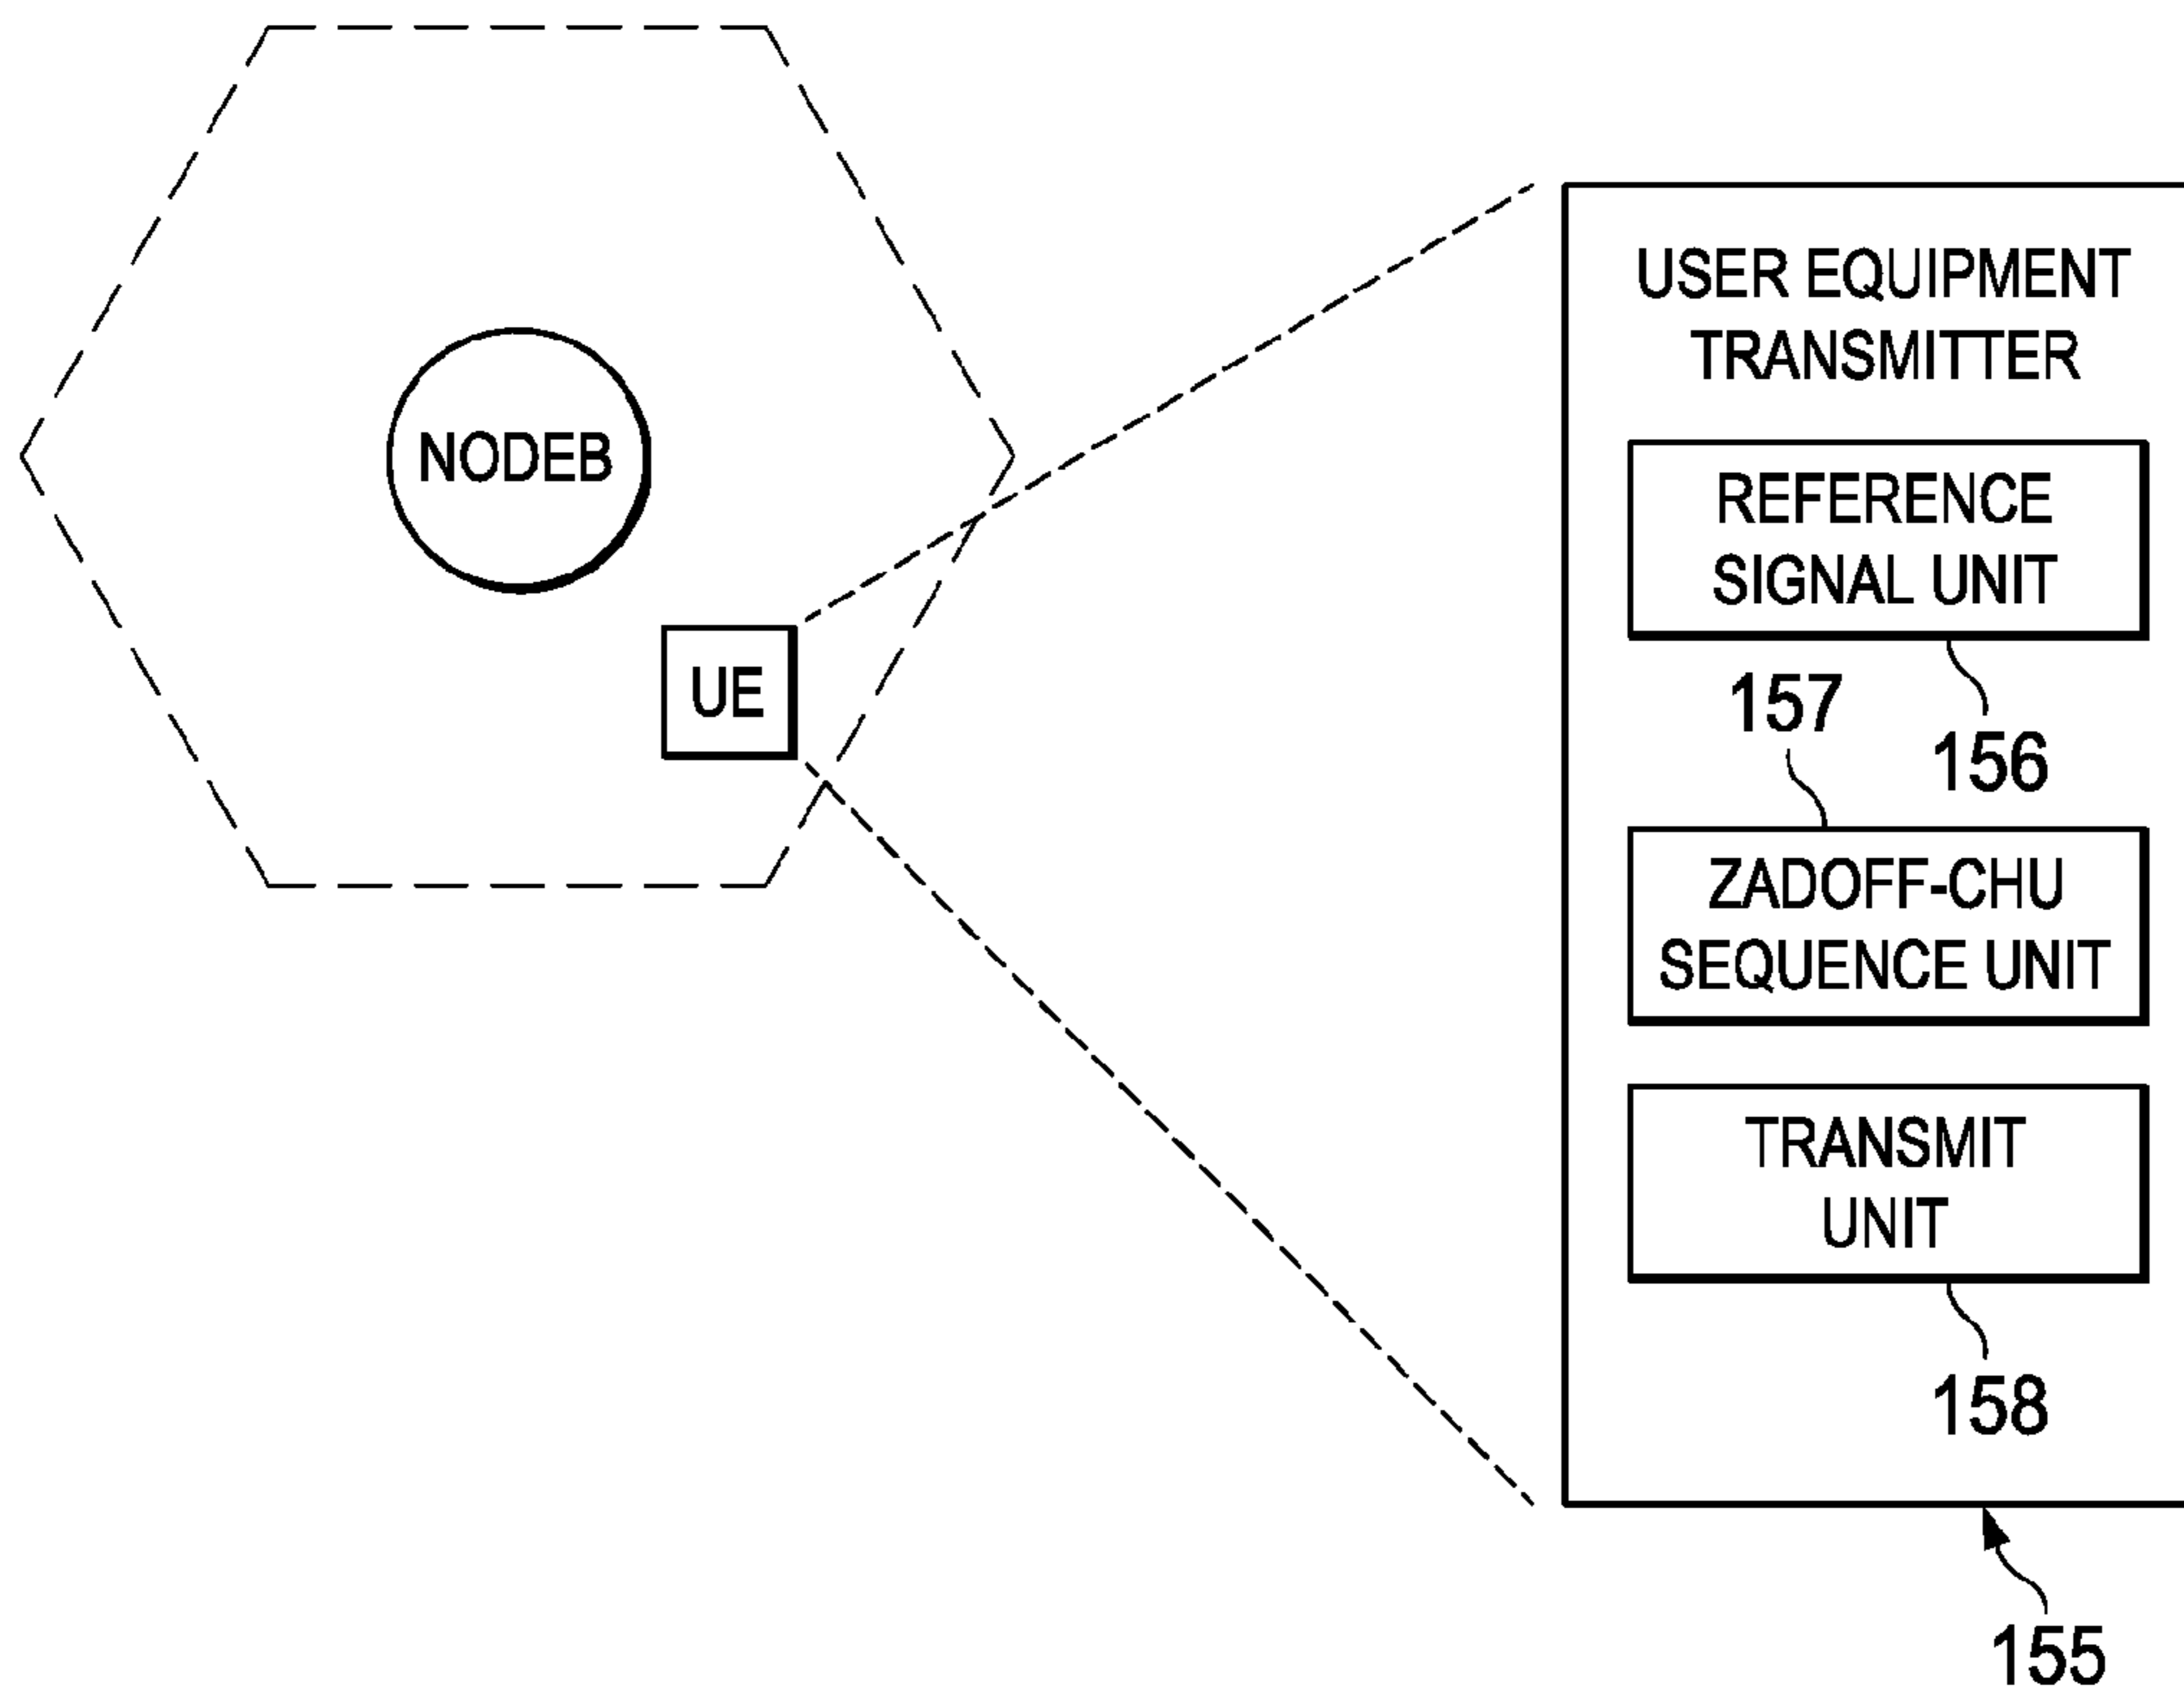 NODEB
UE
USER EQUIPMENT
TRANSMITTER
REFERENCE
SIGNAL UNIT
156
157
ZADOFF-CHU
SEQUENCE UNIT
TRANSMIT
UNIT
158
155